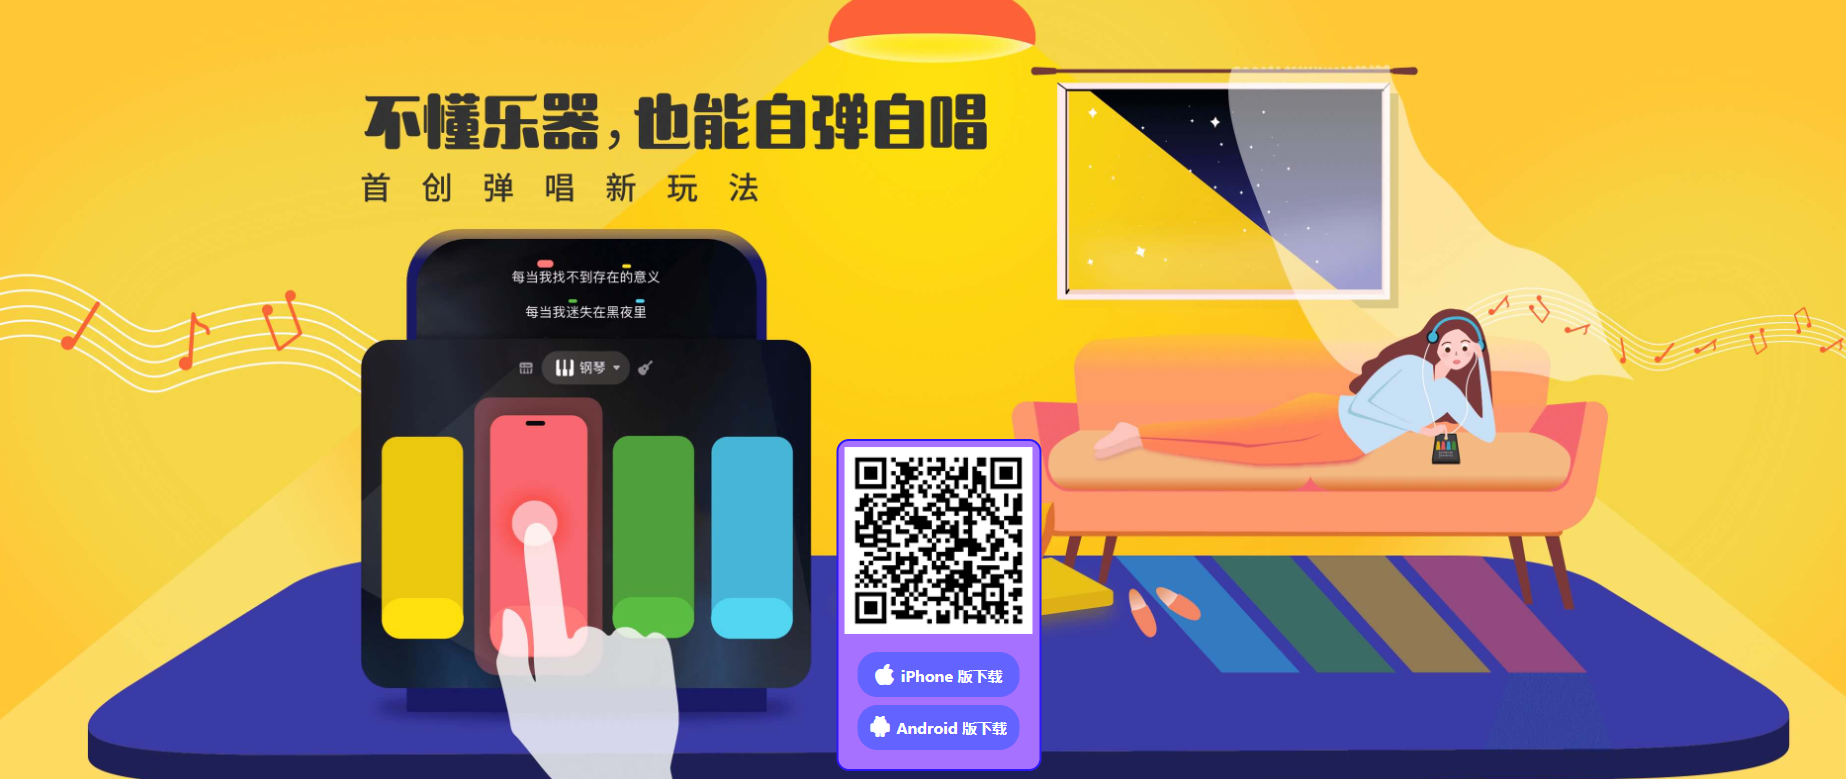 不懂乐器,也能自弹自唱
首创弹唱新玩法
每当我找不到存在的意义
每当我迷失在黑夜里
钢琴
iPhone 版下载
Android 版下载